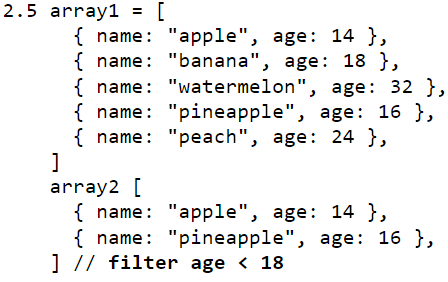 2.5 array1 = [
      { name: "apple", age: 14 },
      { name: "banana", age: 18 },
      { name: "watermelon", age: 32 },
      { name: "pineapple", age: 16 },
      { name: "peach", age: 24 },
    ]
    array2 [
      { name: "apple", age: 14 },
      { name: "pineapple", age: 16 },
    ] // filter age < 18